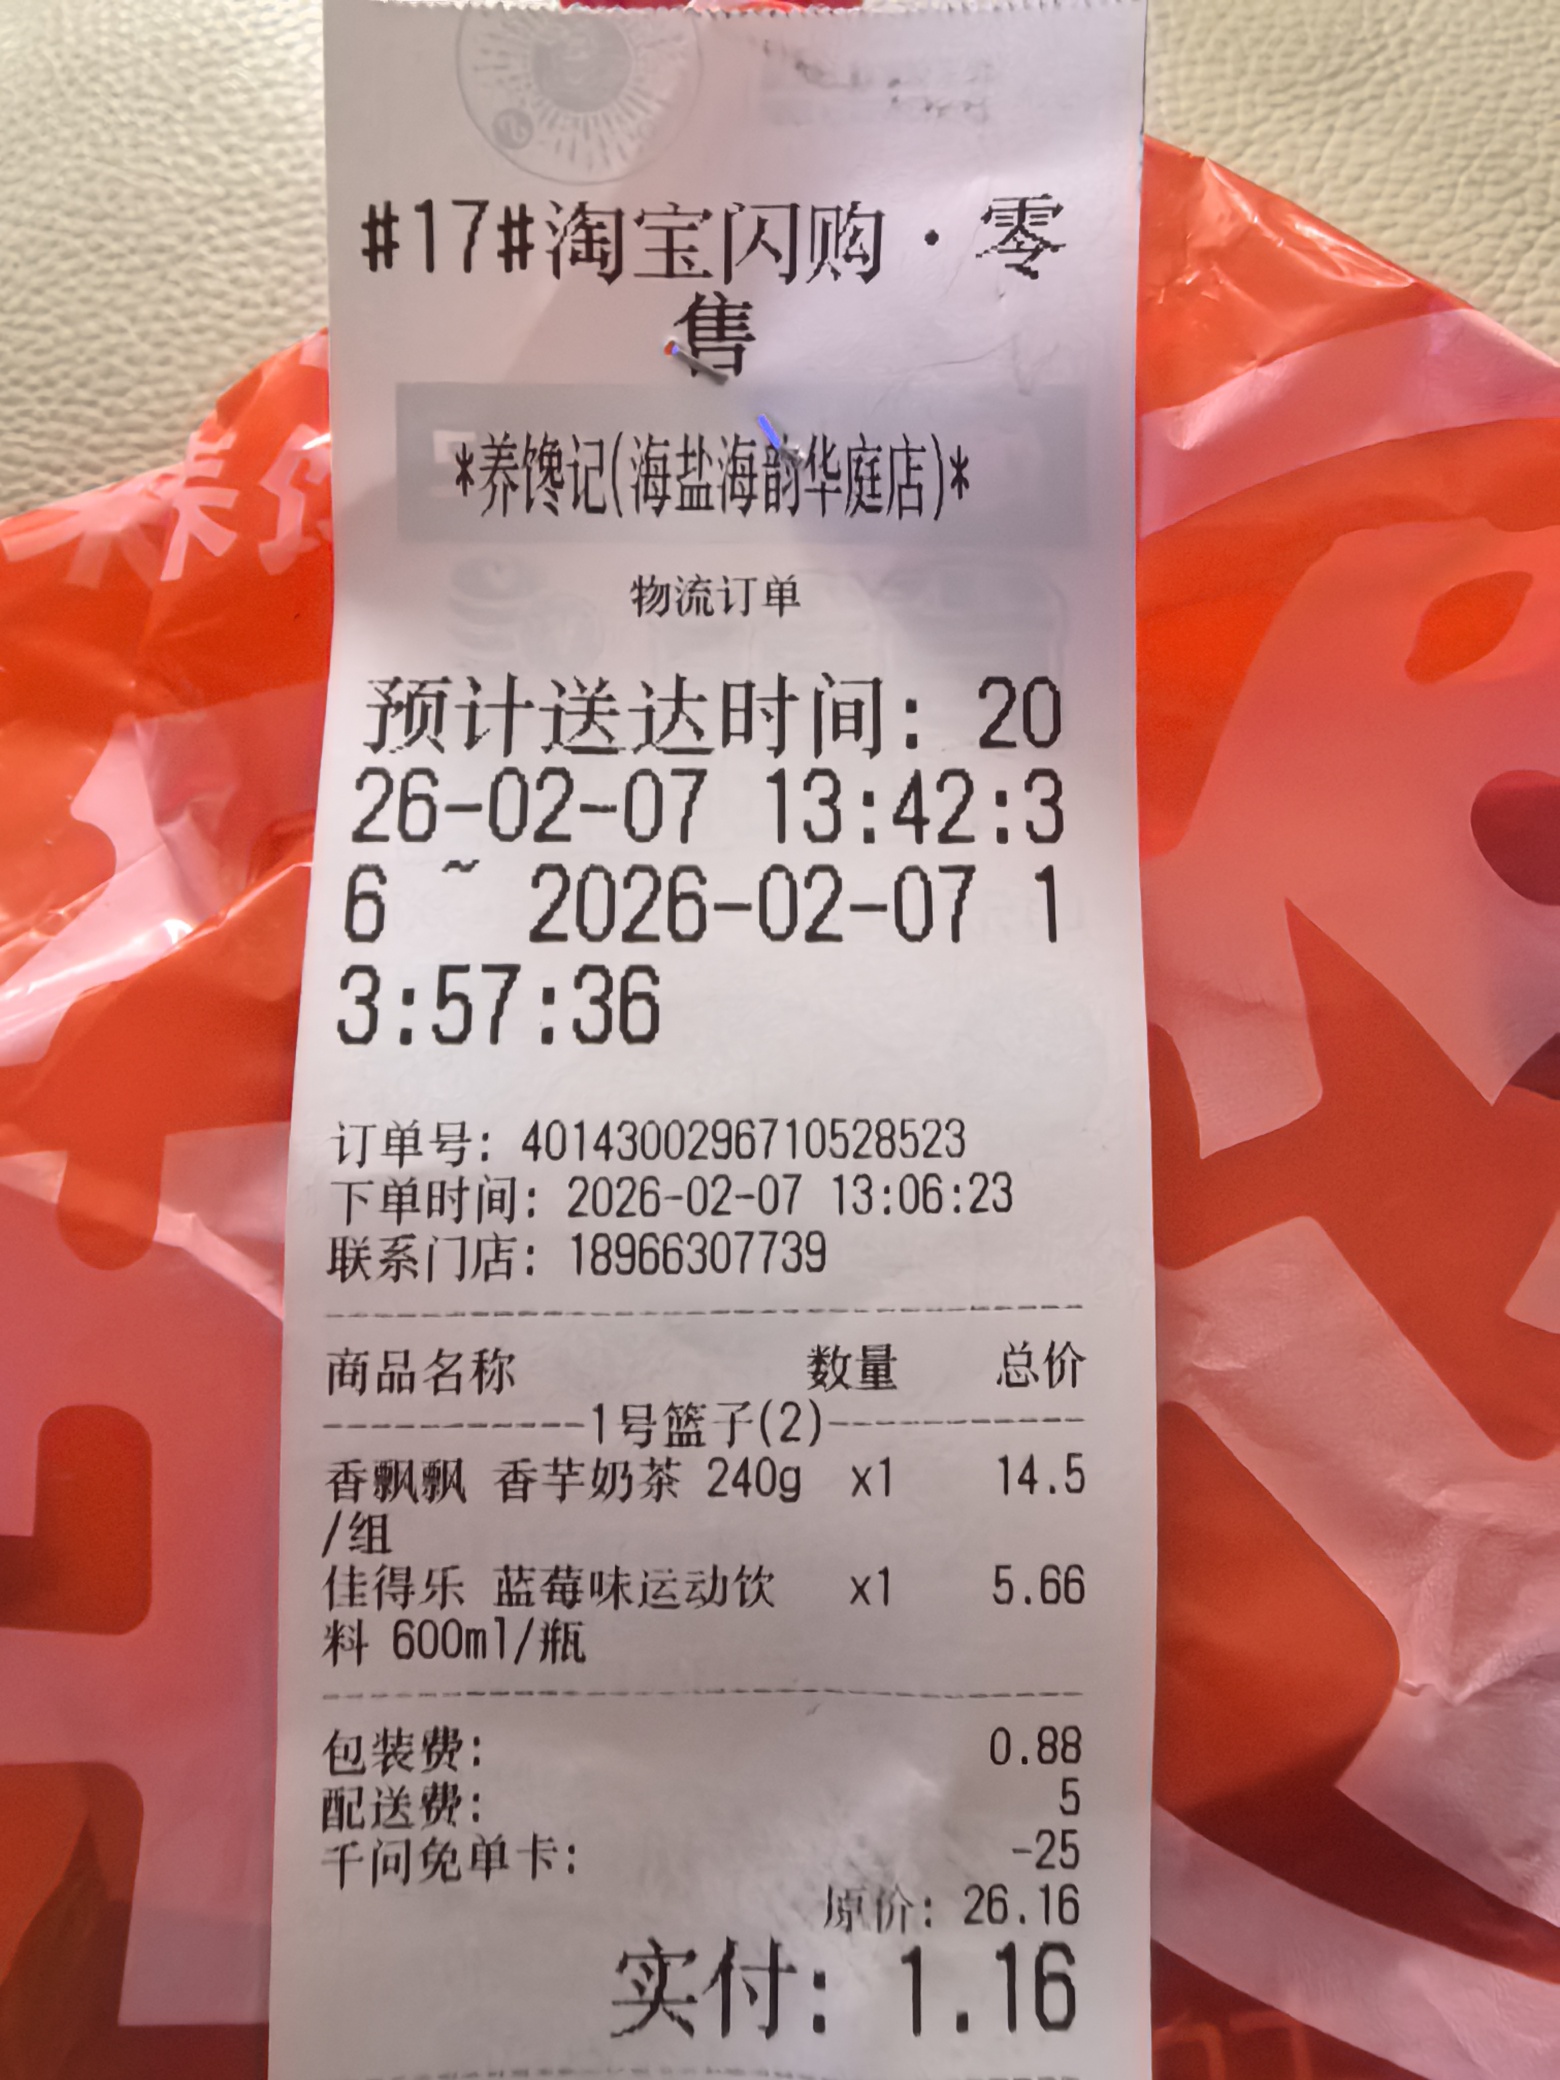 #17#淘宝闪购·零
售
*养馋记(海盐海韵华庭店)*
物流订单
预计送达时间: 20
26-02-07 13:42:3
6 ~ 2026-02-07 1
3:57:36
订单号: 4014300296710528523
下单时间: 2026-02-07 13:06:23
联系门店: 18966307739
商品名称 数量 总价
-----------1号篮子(2)-----------
香飘飘 香芋奶茶 240g x1 14.5
/组
佳得乐 蓝莓味运动饮 x1 5.66
料 600ml/瓶
包装费: 0.88
配送费: 5
千问免单卡: -25
原价: 26.16
实付: 1.16